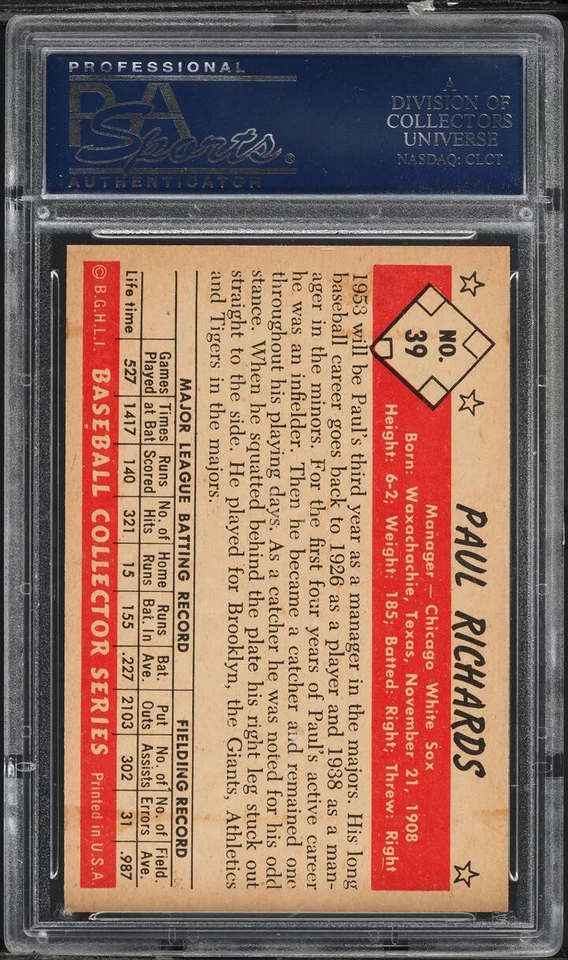 PROFESSIONAL
PSA
Sports®
AUTHENTICATOR
A
DIVISION OF
COLLECTORS
UNIVERSE
NASDAQ: CLCT
PAUL RICHARDS
NO.
39
Manager — Chicago White Sox
Born: Waxachachie, Texas, November 21, 1908
Height: 6-2; Weight: 185; Batted: Right; Threw: Right
1953 will be Paul's third year as a manager in the majors. His long
baseball career goes back to 1926 as a player and 1938 as a man-
ager in the minors. For the first four years of Paul's active career
he was an infielder. Then he became a catcher and remained one
throughout his playing days. As a catcher he was noted for his odd
stance. When he squatted behind the plate his right leg stuck out
straight to the side. He played for Brooklyn, the Giants, Athletics
and Tigers in the majors.
MAJOR LEAGUE BATTING RECORD FIELDING RECORD
Games Times Runs No. of Home Runs Bat. Put No. of No. of Field.
Played at Bat Scored Hits Runs Bat. In Ave. Outs Assists Errors Ave.
Life time 527 1417 140 321 15 155 .227 2103 302 31 .987
© B.G.H.L.I. BASEBALL COLLECTOR SERIES Printed in U.S.A.